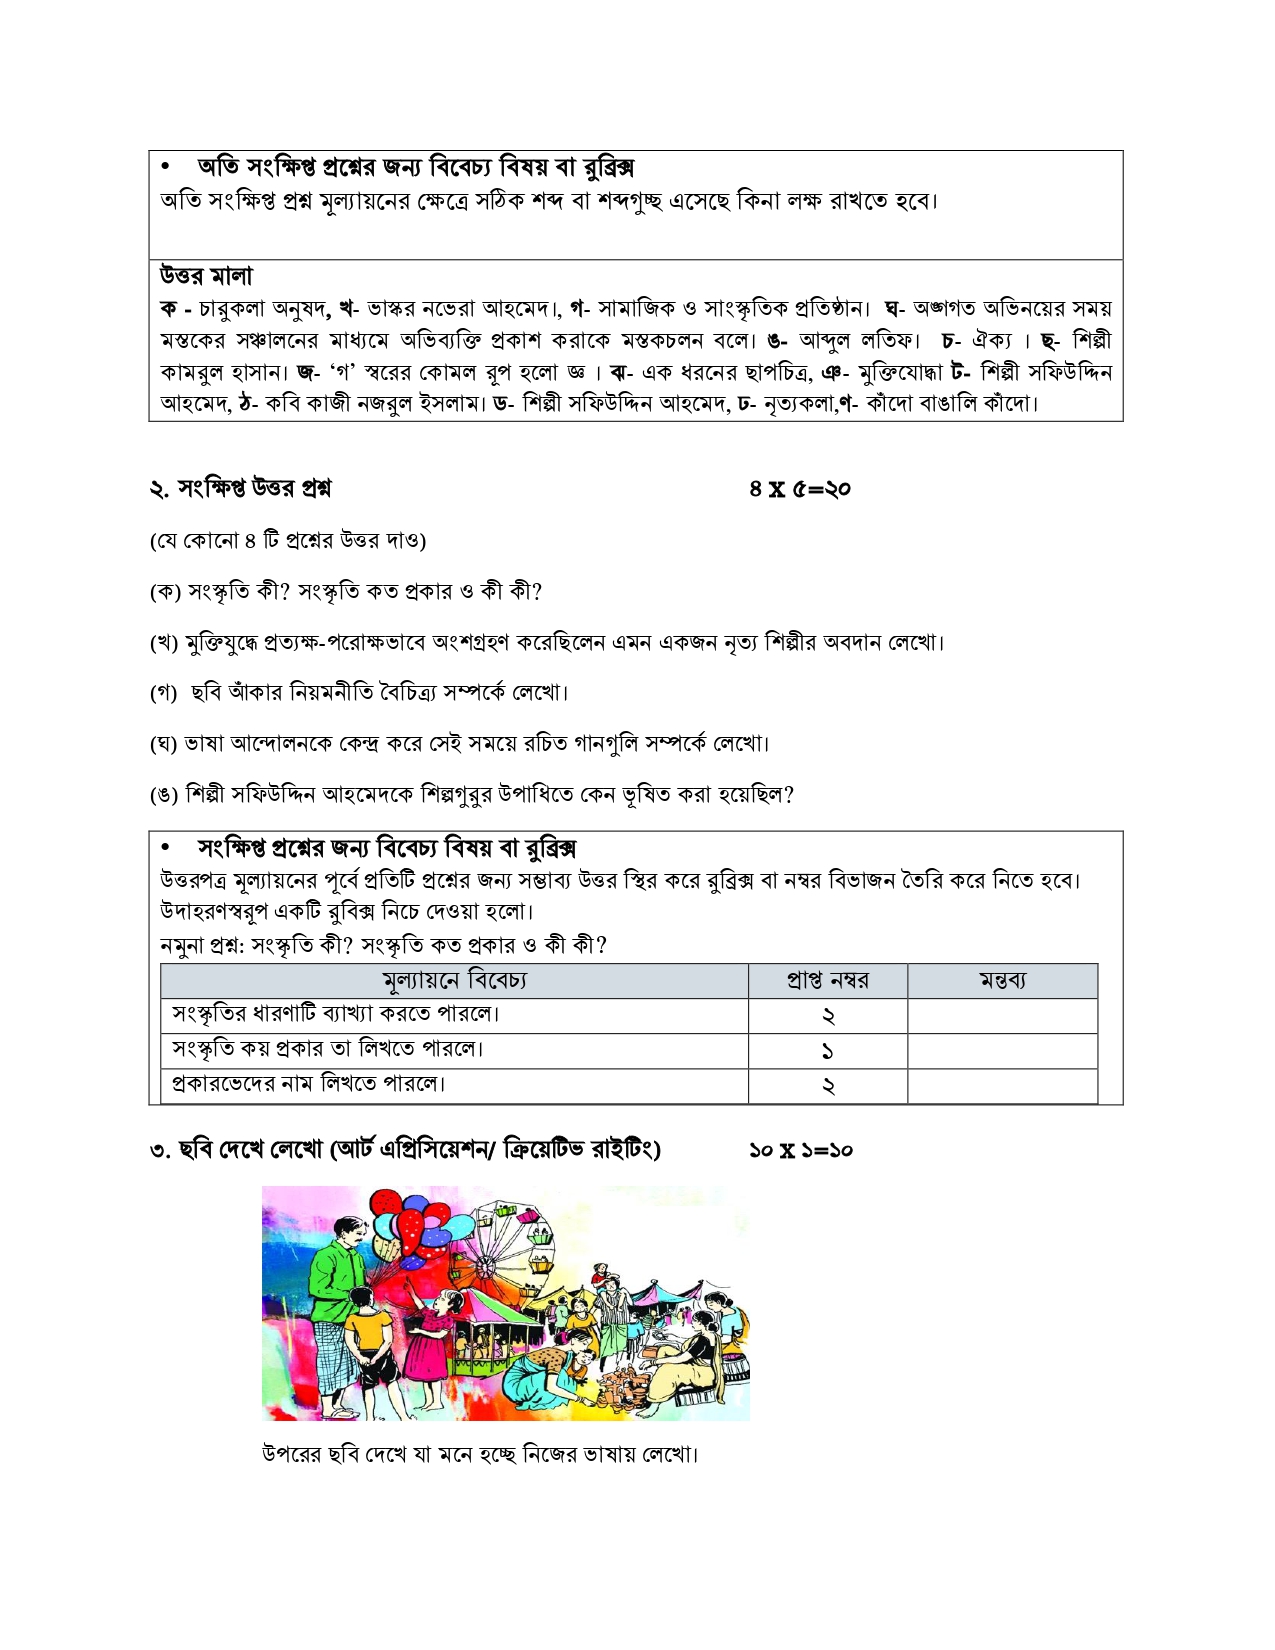 • অতি সংক্ষিপ্ত প্রশ্নের জন্য বিবেচ্য বিষয় বা রুব্রিক্স
অতি সংক্ষিপ্ত প্রশ্ন মূল্যায়নের ক্ষেত্রে সঠিক শব্দ বা শব্দগুচ্ছ এসেছে কিনা লক্ষ রাখতে হবে।
উত্তর মালা
ক - চারুকলা অনুষদ, খ- ভাস্কর নভেরা আহমেদ।, গ- সামাজিক ও সাংস্কৃতিক প্রতিষ্ঠান। ঘ- অঙ্গগত অভিনয়ের সময়
মস্তকের সঞ্চালনের মাধ্যমে অভিব্যক্তি প্রকাশ করাকে মস্তকচলন বলে। ঙ- আব্দুল লতিফ। চ- ঐক্য । ছ- শিল্পী
কামরুল হাসান। জ- ‘গ’ স্বরের কোমল রূপ হলো জ্ঞ । ঝ- এক ধরনের ছাপচিত্র, ঞ- মুক্তিযোদ্ধা ট- শিল্পী সফিউদ্দিন
আহমেদ, ঠ- কবি কাজী নজরুল ইসলাম। ড- শিল্পী সফিউদ্দিন আহমেদ, ঢ- নৃত্যকলা,ণ- কাঁদো বাঙালি কাঁদো।
২. সংক্ষিপ্ত উত্তর প্রশ্ন ৪ X ৫=২০
(যে কোনো ৪ টি প্রশ্নের উত্তর দাও)
(ক) সংস্কৃতি কী? সংস্কৃতি কত প্রকার ও কী কী?
(খ) মুক্তিযুদ্ধে প্রত্যক্ষ-পরোক্ষভাবে অংশগ্রহণ করেছিলেন এমন একজন নৃত্য শিল্পীর অবদান লেখো।
(গ) ছবি আঁকার নিয়মনীতি বৈচিত্র্য সম্পর্কে লেখো।
(ঘ) ভাষা আন্দোলনকে কেন্দ্র করে সেই সময়ে রচিত গানগুলি সম্পর্কে লেখো।
(ঙ) শিল্পী সফিউদ্দিন আহমেদকে শিল্পগুরুর উপাধিতে কেন ভূষিত করা হয়েছিল?
• সংক্ষিপ্ত প্রশ্নের জন্য বিবেচ্য বিষয় বা রুব্রিক্স
উত্তরপত্র মূল্যায়নের পূর্বে প্রতিটি প্রশ্নের জন্য সম্ভাব্য উত্তর স্থির করে রুব্রিক্স বা নম্বর বিভাজন তৈরি করে নিতে হবে।
উদাহরণস্বরূপ একটি রুবিক্স নিচে দেওয়া হলো।
নমুনা প্রশ্ন: সংস্কৃতি কী? সংস্কৃতি কত প্রকার ও কী কী?
মূল্যায়নে বিবেচ্য প্রাপ্ত নম্বর মন্তব্য
সংস্কৃতির ধারণাটি ব্যাখ্যা করতে পারলে। ২
সংস্কৃতি কয় প্রকার তা লিখতে পারলে। ১
প্রকারভেদের নাম লিখতে পারলে। ২
৩. ছবি দেখে লেখো (আর্ট এপ্রিসিয়েশন/ ক্রিয়েটিভ রাইটিং) ১০ X ১=১০
উপরের ছবি দেখে যা মনে হচ্ছে নিজের ভাষায় লেখো।